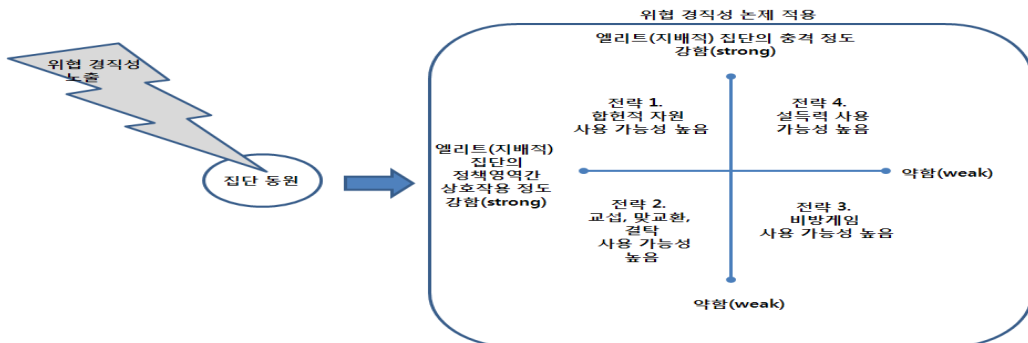 위협 경직성 논제 적용
위협 경직성
노출
집단 동원
엘리트(지배적) 집단의 충격 정도
강함(strong)
전략 1.
합헌적 자원
사용 가능성 높음
전략 4.
설득력 사용
가능성 높음
엘리트(지배적)
집단의
정책영역간
상호작용 정도
강함(strong)
약함(weak)
전략 2.
교섭, 맞교환,
결탁
사용 가능성
높음
전략 3.
비방게임
사용 가능성 높음
약함(weak)